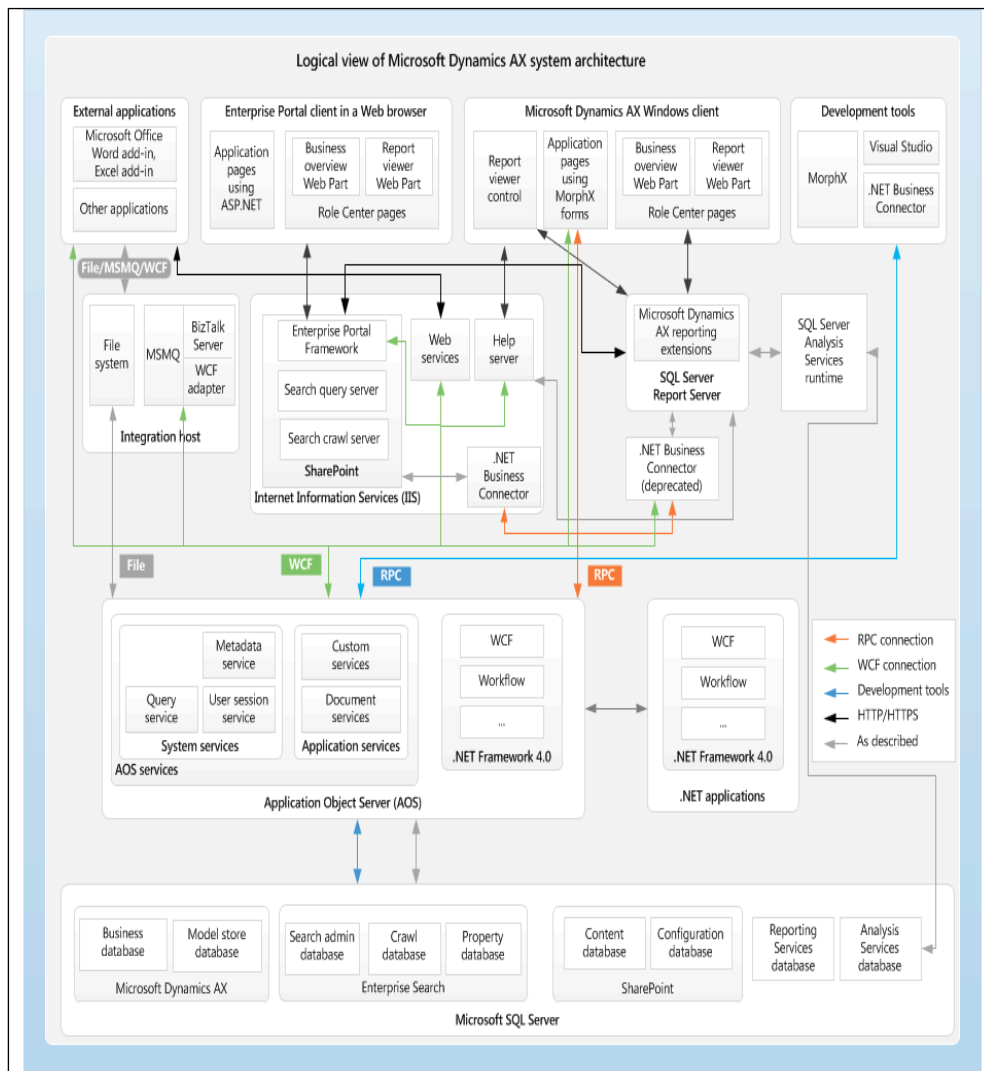 Logical view of Microsoft Dynamics AX system architecture
External applications
Microsoft Office
Word add-in,
Excel add-in
Other applications
Enterprise Portal client in a Web browser
Application
pages
using
ASP.NET
Business
overview
Web Part
Report
viewer
Web Part
Role Center pages
Microsoft Dynamics AX Windows client
Report
viewer
control
Application
pages using
MorphX
forms
Business
overview
Web Part
Report
viewer
Web Part
Role Center pages
Development tools
MorphX
Visual Studio
.NET Business
Connector
File/MSMQ/WCF
File
system
MSMQ
BizTalk
Server
WCF
adapter
Integration host
Enterprise Portal
Framework
Search query server
Search crawl server
SharePoint
Web
services
Help
server
.NET
Business
Connector
Internet Information Services (IIS)
Microsoft Dynamics
AX reporting
extensions
SQL Server
Report Server
SQL Server
Analysis
Services
runtime
.NET Business
Connector
(deprecated)
File
WCF
RPC
RPC
Metadata
service
Query
service
User session
service
System services
Custom
services
Document
services
Application services
AOS services
WCF
Workflow
...
.NET Framework 4.0
Application Object Server (AOS)
WCF
Workflow
...
.NET Framework 4.0
.NET applications
RPC connection
WCF connection
Development tools
HTTP/HTTPS
As described
Business
database
Model store
database
Microsoft Dynamics AX
Search admin
database
Crawl
database
Property
database
Enterprise Search
Content
database
Configuration
database
SharePoint
Reporting
Services
database
Analysis
Services
database
Microsoft SQL Server